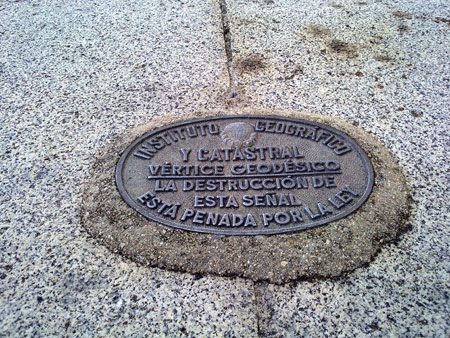 INSTITUTO GEOGRÁFICO
Y CATASTRAL
VÉRTICE GEODÉSICO
LA DESTRUCCIÓN DE
ESTA SEÑAL
ESTÁ PENADA POR LA LEY